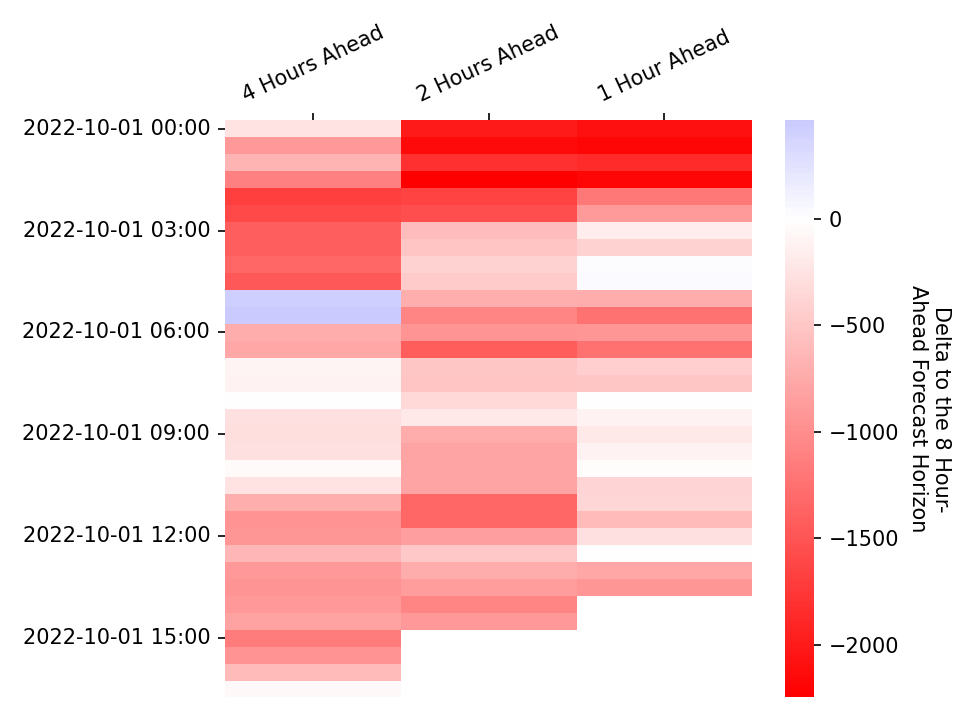 4 Hours Ahead
2 Hours Ahead
1 Hour Ahead
2022-10-01 00:00
2022-10-01 03:00
2022-10-01 06:00
2022-10-01 09:00
2022-10-01 12:00
2022-10-01 15:00
0
−500
−1000
−1500
−2000
Delta to the 8 Hour-
Ahead Forecast Horizon